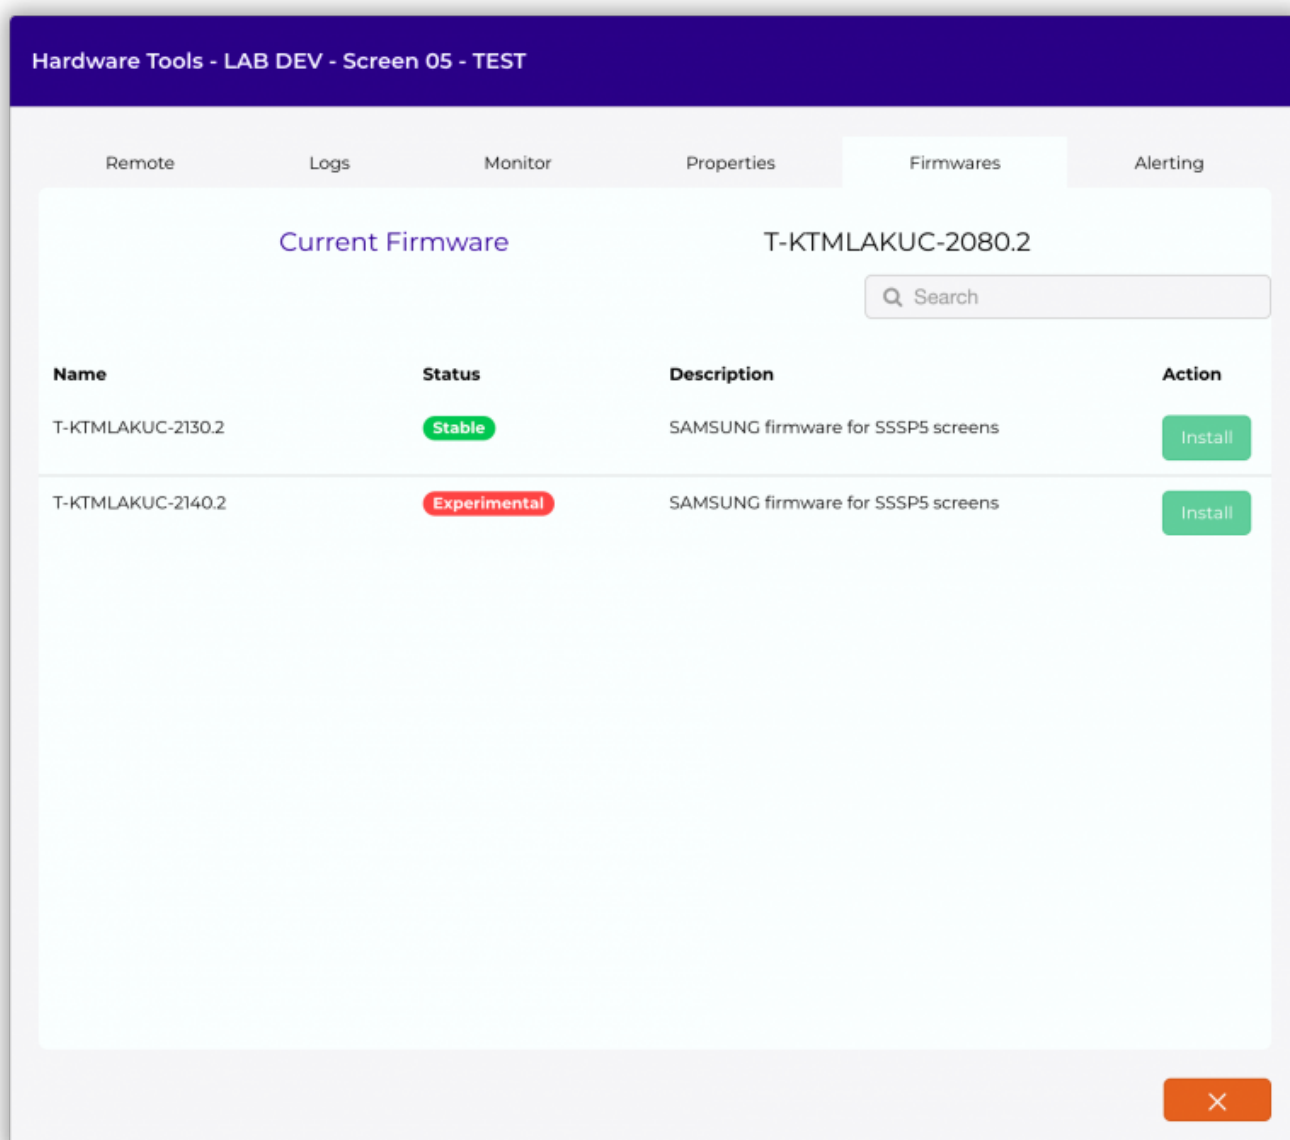 Hardware Tools - LAB DEV - Screen 05 - TEST
Remote Logs Monitor Properties Firmwares Alerting
Current Firmware T-KTMLAKUC-2080.2
Search
Name Status Description Action
T-KTMLAKUC-2130.2 Stable SAMSUNG firmware for SSSP5 screens Install
T-KTMLAKUC-2140.2 Experimental SAMSUNG firmware for SSSP5 screens Install